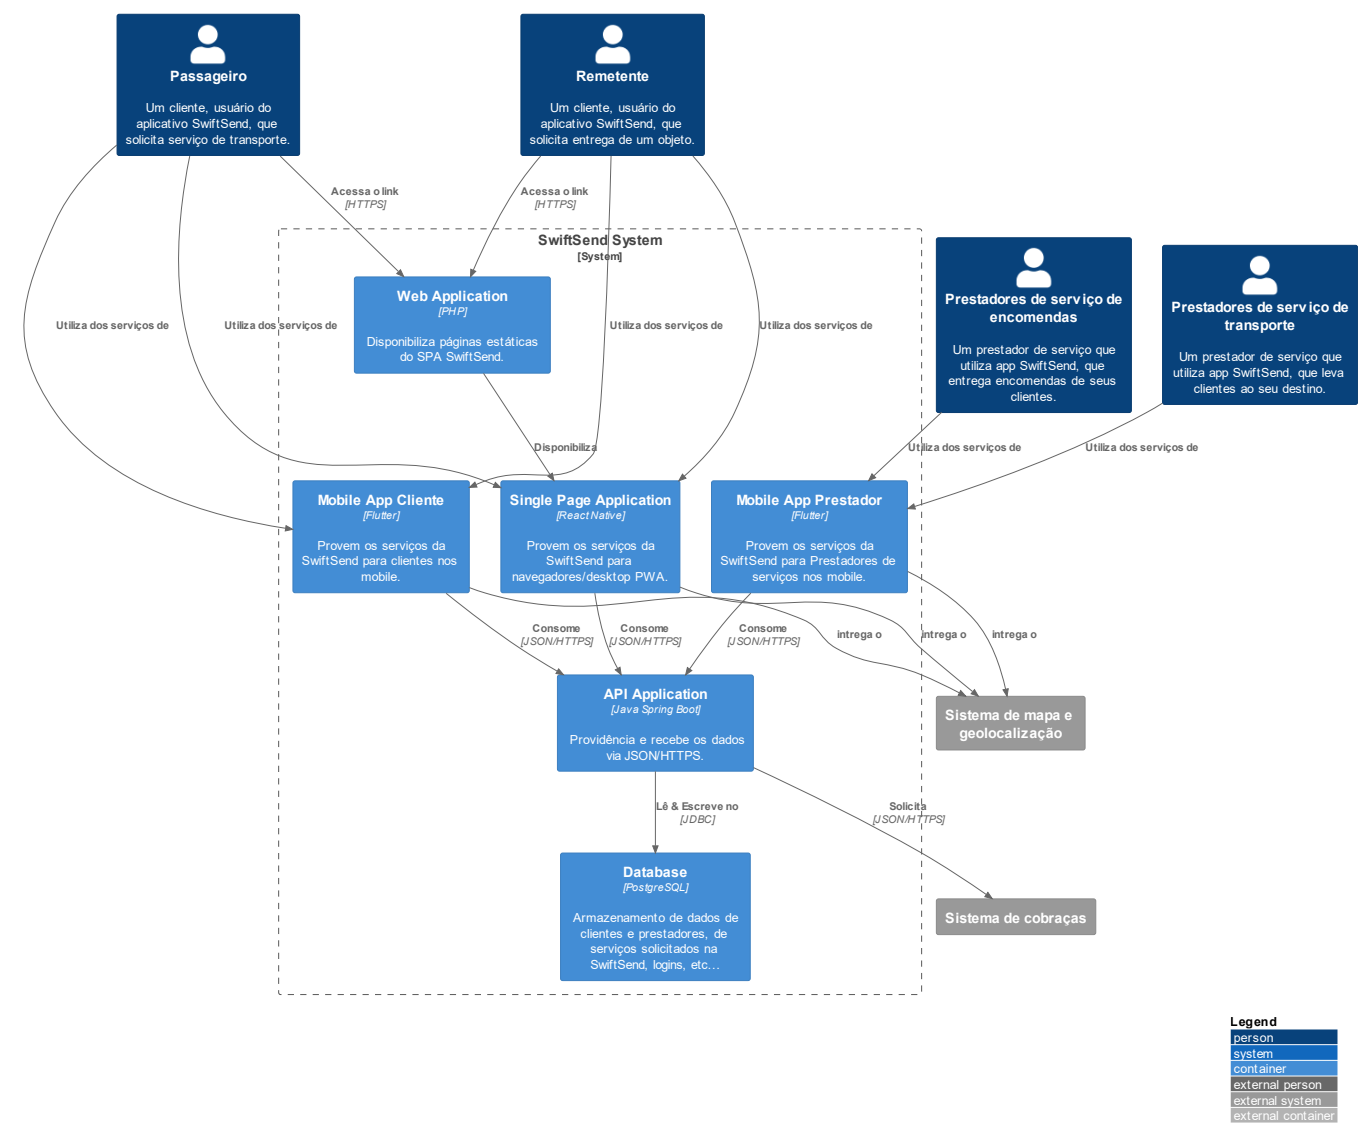 Passageiro
Um cliente, usuário do
aplicativo SwiftSend, que
solicita serviço de transporte.
Remetente
Um cliente, usuário do
aplicativo SwiftSend, que
solicita entrega de um objeto.
Acessa o link
[HTTPS]
Acessa o link
[HTTPS]
SwiftSend System
[System]
Prestadores de serviço de
encomendas
Um prestador de serviço que
utiliza app SwiftSend, que
entrega encomendas de seus
clientes.
Prestadores de serviço de
transporte
Um prestador de serviço que
utiliza app SwiftSend, que leva
clientes ao seu destino.
Web Application
[PHP]
Disponibiliza páginas estáticas
do SPA SwiftSend.
Utiliza dos serviços de
Utiliza dos serviços de
Utiliza dos serviços de
Utiliza dos serviços de
Disponibiliza
Utiliza dos serviços de
Utiliza dos serviços de
Mobile App Cliente
[Flutter]
Provem os serviços da
SwiftSend para clientes nos
mobile.
Single Page Application
[React Native]
Provem os serviços da
SwiftSend para
navegadores/desktop PWA.
Mobile App Prestador
[Flutter]
Provem os serviços da
SwiftSend para Prestadores de
serviços nos mobile.
Consome
[JSON/HTTPS]
Consome
[JSON/HTTPS]
Consome
[JSON/HTTPS]
intrega o
intrega o
intrega o
API Application
[Java Spring Boot]
Providência e recebe os dados
via JSON/HTTPS.
Sistema de mapa e
geolocalização
Lê & Escreve no
[JDBC]
Solicita
[JSON/HTTPS]
Database
[PostgreSQL]
Armazenamento de dados de
clientes e prestadores, de
serviços solicitados na
SwiftSend, logins, etc...
Sistema de cobraças
Legend
person
system
container
external person
external system
external container